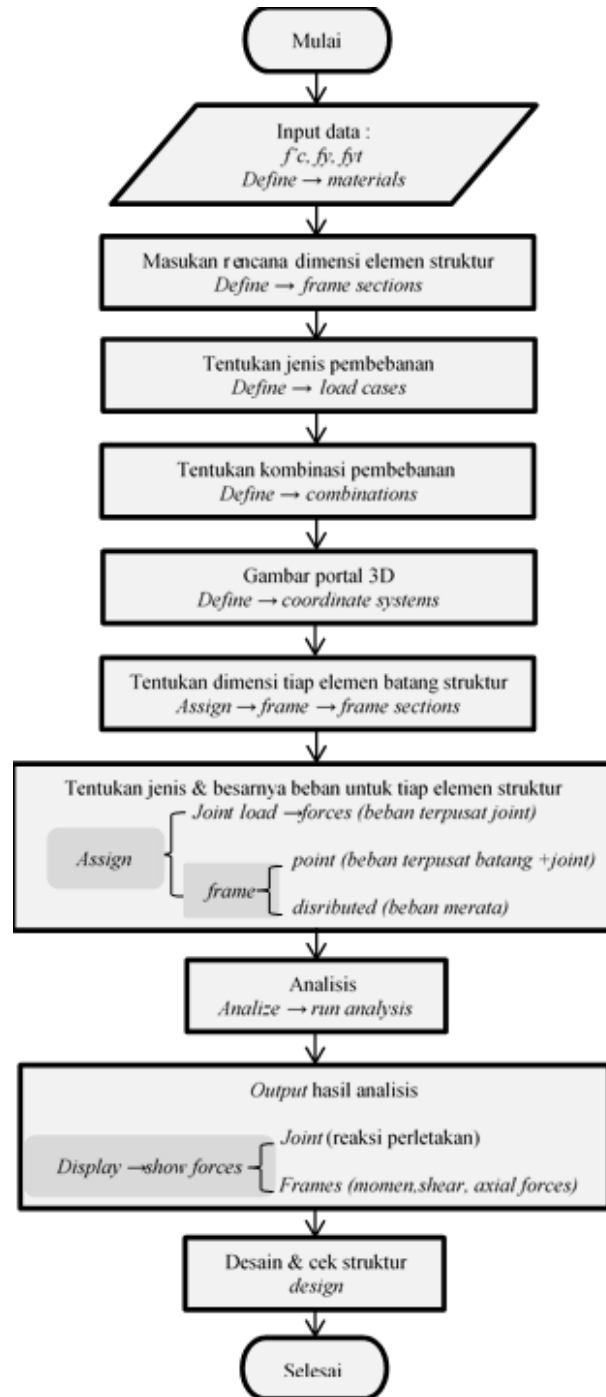 Mulai
Input data :
f'c, fy, fyt
Define → materials
Masukan rencana dimensi elemen struktur
Define → frame sections
Tentukan jenis pembebanan
Define → load cases
Tentukan kombinasi pembebanan
Define → combinations
Gambar portal 3D
Define → coordinate systems
Tentukan dimensi tiap elemen batang struktur
Assign → frame → frame sections
Tentukan jenis & besarnya beban untuk tiap elemen struktur
Joint load → forces (beban terpusat joint)
Assign
point (beban terpusat batang +joint)
frame
disributed (beban merata)
Analisis
Analize → run analysis
Output hasil analisis
Joint (reaksi perletakan)
Display → show forces
Frames (momen,shear, axial forces)
Desain & cek struktur
design
Selesai